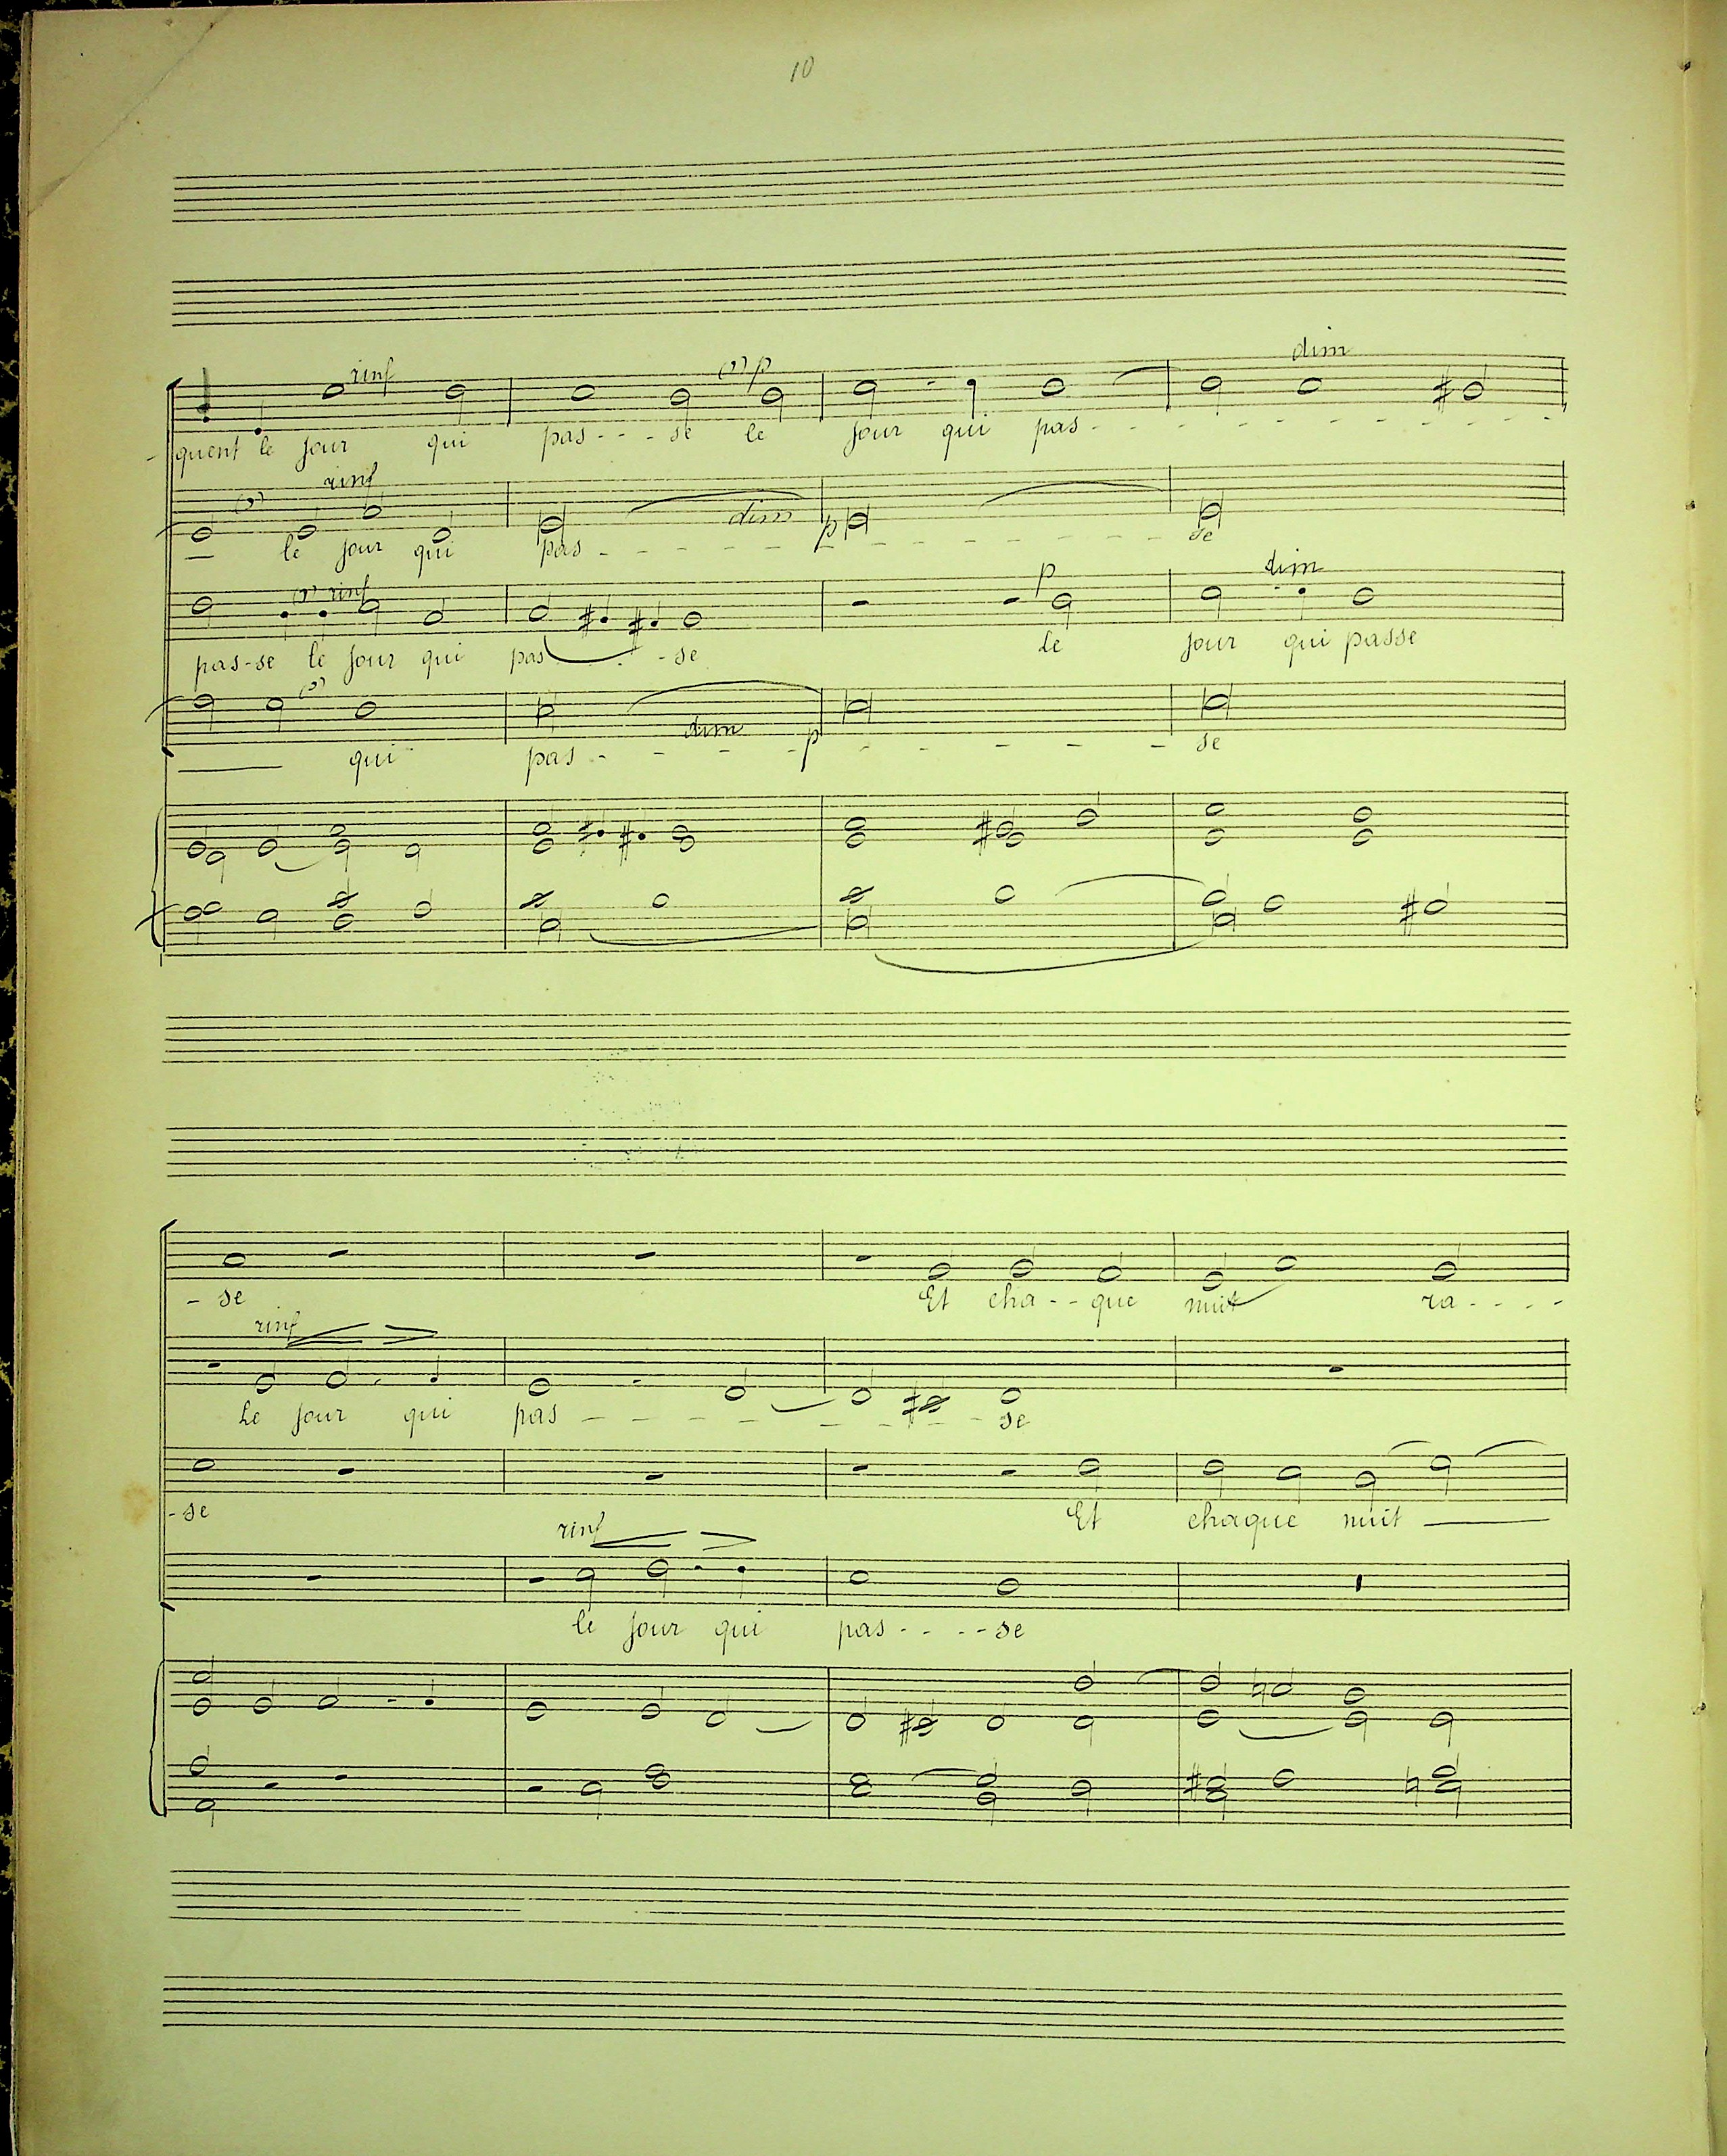 10
rinf (,) p dim
- quent le jour qui pas - - - se le jour qui pas - - - - - - - - - -
(,) rinf dim p
— le jour qui pas - - - - - - - - - se
(,) rinf p dim
pas-se le jour qui pas - - - se Le jour qui passe
(,) dim p
— qui pas - - - - - - - - se
- se Et cha - - que nuit ra - - - -
rinf
Le jour qui pas - - - - - - - se
- se Et chaque nuit —
rinf
le jour qui pas - - - - se